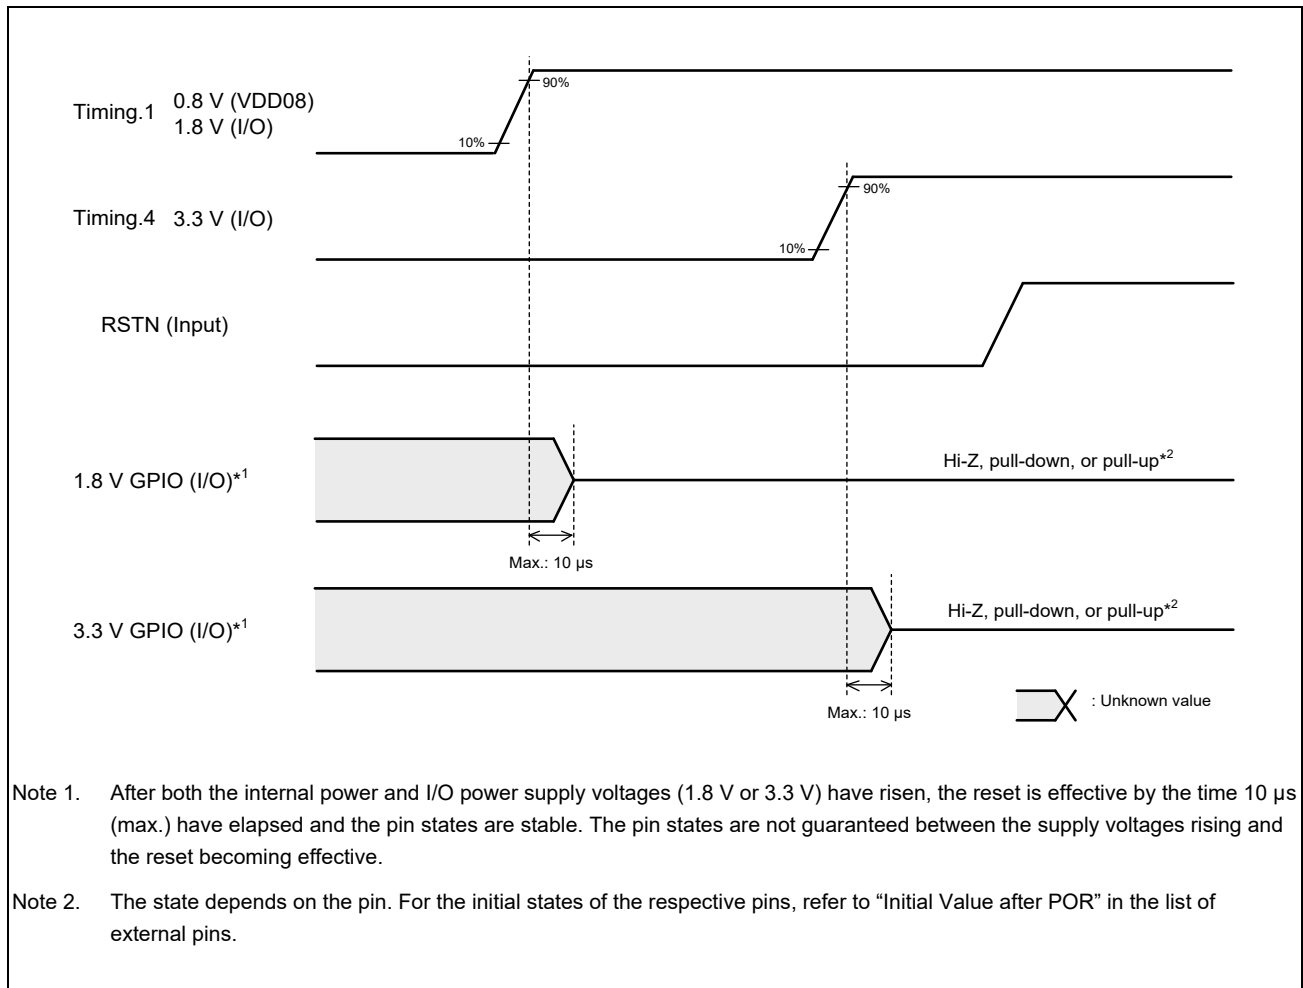 90%
Timing.1 0.8 V (VDD08)
1.8 V (I/O)
10%
90%
Timing.4 3.3 V (I/O)
10%
RSTN (Input)
Hi-Z, pull-down, or pull-up*2
1.8 V GPIO (I/O)*1
Max.: 10 µs
Hi-Z, pull-down, or pull-up*2
3.3 V GPIO (I/O)*1
: Unknown value
Max.: 10 µs
Note 1. After both the internal power and I/O power supply voltages (1.8 V or 3.3 V) have risen, the reset is effective by the time 10 µs
(max.) have elapsed and the pin states are stable. The pin states are not guaranteed between the supply voltages rising and
the reset becoming effective.
Note 2. The state depends on the pin. For the initial states of the respective pins, refer to “Initial Value after POR” in the list of
external pins.